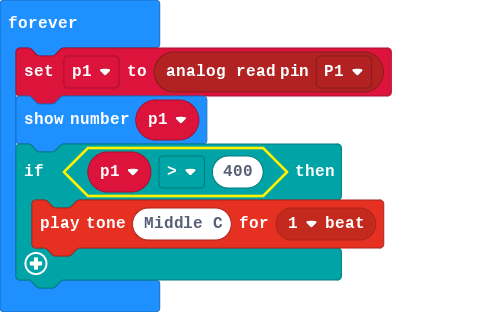 forever
set p1 to analog read pin P1
show number p1
if p1 > 400 then
play tone Middle C for 1 beat